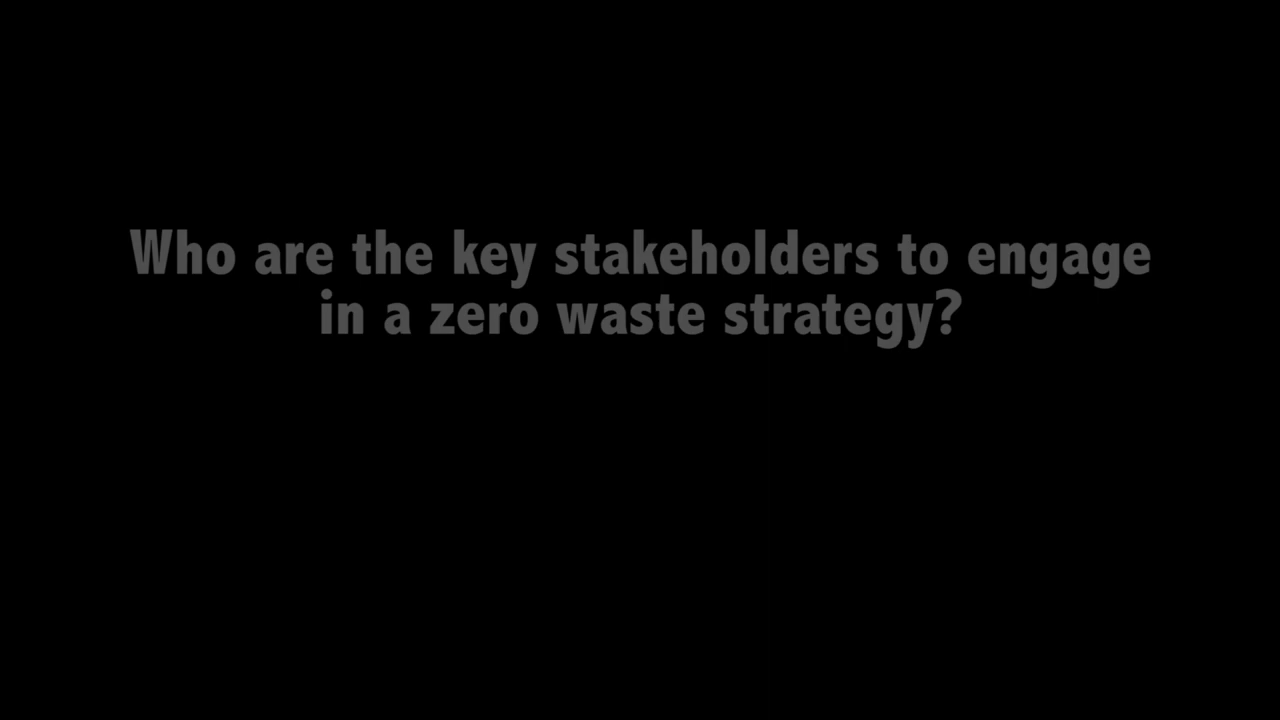 Who are the key stakeholders to engage
in a zero waste strategy?